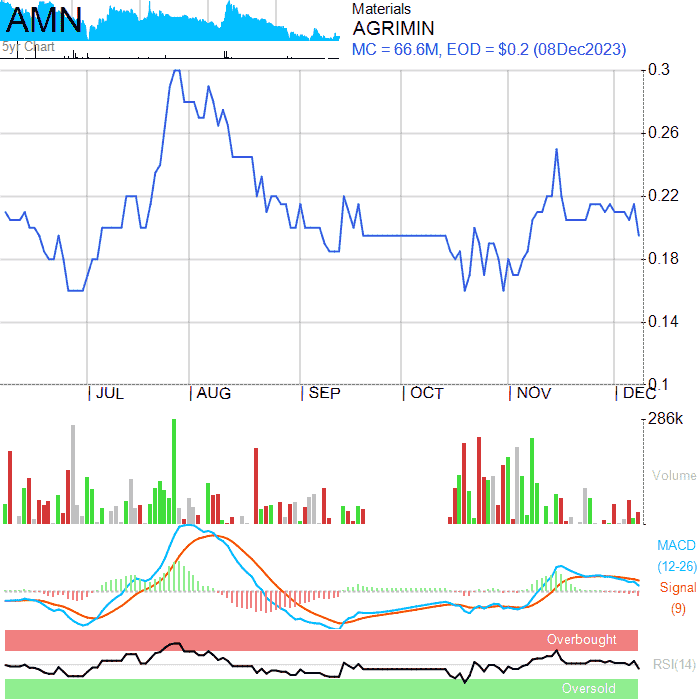 AMN
5yr Chart
Materials
AGRIMIN
MC = 66.6M, EOD = $0.2 (08Dec2023)
0.3
0.26
0.22
0.18
0.14
0.1
JUL AUG SEP OCT NOV DEC
286k
Volume
MACD
(12-26)
Signal
(9)
Overbought
RSI(14)
Oversold